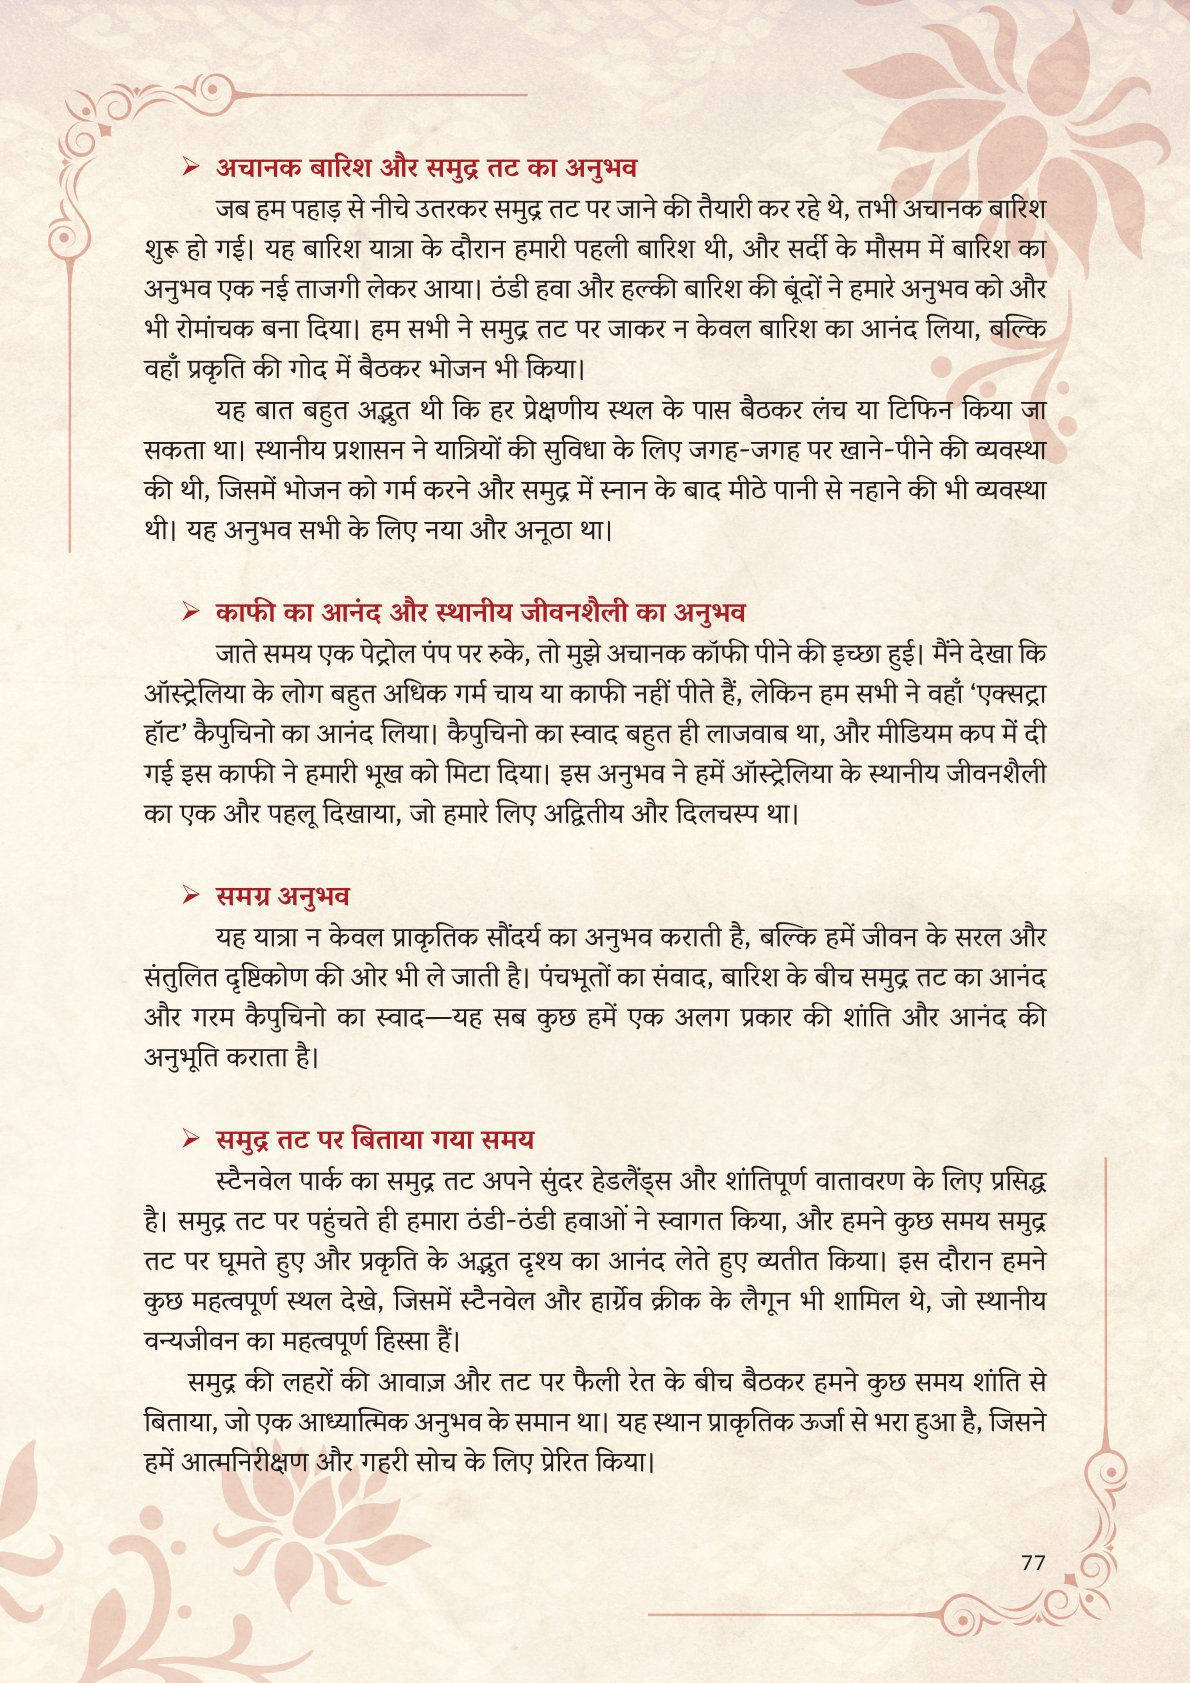 ➢ अचानक बारिश और समुद्र तट का अनुभव
जब हम पहाड़ से नीचे उतरकर समुद्र तट पर जाने की तैयारी कर रहे थे, तभी अचानक बारिश
शुरू हो गई। यह बारिश यात्रा के दौरान हमारी पहली बारिश थी, और सर्दी के मौसम में बारिश का
अनुभव एक नई ताजगी लेकर आया। ठंडी हवा और हल्की बारिश की बूंदों ने हमारे अनुभव को और
भी रोमांचक बना दिया। हम सभी ने समुद्र तट पर जाकर न केवल बारिश का आनंद लिया, बल्कि
वहाँ प्रकृति की गोद में बैठकर भोजन भी किया।
यह बात बहुत अद्भुत थी कि हर प्रेक्षणीय स्थल के पास बैठकर लंच या टिफिन किया जा
सकता था। स्थानीय प्रशासन ने यात्रियों की सुविधा के लिए जगह-जगह पर खाने-पीने की व्यवस्था
की थी, जिसमें भोजन को गर्म करने और समुद्र में स्नान के बाद मीठे पानी से नहाने की भी व्यवस्था
थी। यह अनुभव सभी के लिए नया और अनूठा था।
➢ काफी का आनंद और स्थानीय जीवनशैली का अनुभव
जाते समय एक पेट्रोल पंप पर रुके, तो मुझे अचानक कॉफी पीने की इच्छा हुई। मैंने देखा कि
ऑस्ट्रेलिया के लोग बहुत अधिक गर्म चाय या काफी नहीं पीते हैं, लेकिन हम सभी ने वहाँ ‘एक्सट्रा
हॉट’ कैपुचिनो का आनंद लिया। कैपुचिनो का स्वाद बहुत ही लाजवाब था, और मीडियम कप में दी
गई इस काफी ने हमारी भूख को मिटा दिया। इस अनुभव ने हमें ऑस्ट्रेलिया के स्थानीय जीवनशैली
का एक और पहलू दिखाया, जो हमारे लिए अद्वितीय और दिलचस्प था।
➢ समग्र अनुभव
यह यात्रा न केवल प्राकृतिक सौंदर्य का अनुभव कराती है, बल्कि हमें जीवन के सरल और
संतुलित दृष्टिकोण की ओर भी ले जाती है। पंचभूतों का संवाद, बारिश के बीच समुद्र तट का आनंद
और गरम कैपुचिनो का स्वाद—यह सब कुछ हमें एक अलग प्रकार की शांति और आनंद की
अनुभूति कराता है।
➢ समुद्र तट पर बिताया गया समय
स्टैनवेल पार्क का समुद्र तट अपने सुंदर हेडलैंड्स और शांतिपूर्ण वातावरण के लिए प्रसिद्ध
है। समुद्र तट पर पहुंचते ही हमारा ठंडी-ठंडी हवाओं ने स्वागत किया, और हमने कुछ समय समुद्र
तट पर घूमते हुए और प्रकृति के अद्भुत दृश्य का आनंद लेते हुए व्यतीत किया। इस दौरान हमने
कुछ महत्वपूर्ण स्थल देखे, जिसमें स्टैनवेल और हार्ग्रेव क्रीक के लैगून भी शामिल थे, जो स्थानीय
वन्यजीवन का महत्वपूर्ण हिस्सा हैं।
समुद्र की लहरों की आवाज़ और तट पर फैली रेत के बीच बैठकर हमने कुछ समय शांति से
बिताया, जो एक आध्यात्मिक अनुभव के समान था। यह स्थान प्राकृतिक ऊर्जा से भरा हुआ है, जिसने
हमें आत्मनिरीक्षण और गहरी सोच के लिए प्रेरित किया।
77